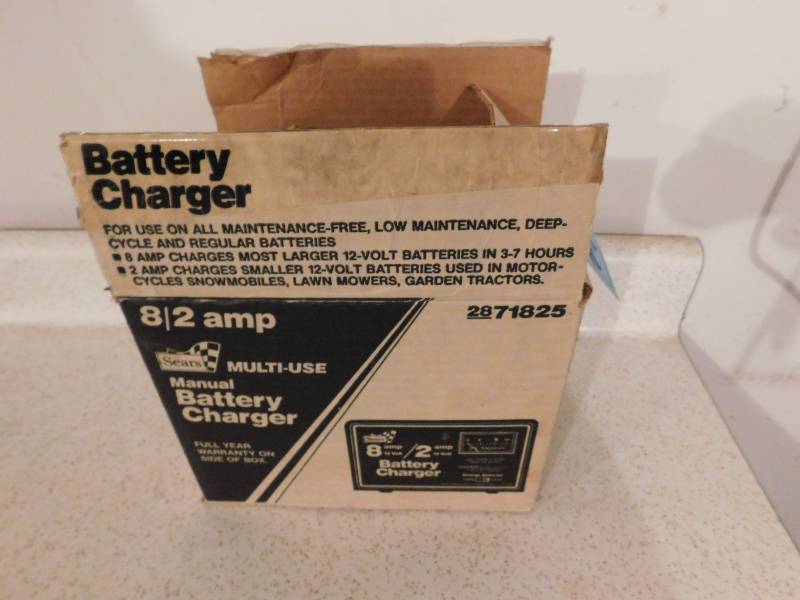 Battery
Charger
FOR USE ON ALL MAINTENANCE-FREE, LOW MAINTENANCE, DEEP-
CYCLE AND REGULAR BATTERIES
■ 8 AMP CHARGES MOST LARGER 12-VOLT BATTERIES IN 3-7 HOURS
■ 2 AMP CHARGES SMALLER 12-VOLT BATTERIES USED IN MOTOR-
CYCLES SNOWMOBILES, LAWN MOWERS, GARDEN TRACTORS.
8/2 amp
2871825
Sears
MULTI-USE
Manual
Battery
Charger
FULL YEAR
WARRANTY ON
SIDE OF BOX.
8 amp / 2 amp
12 Volt
Battery
Charger